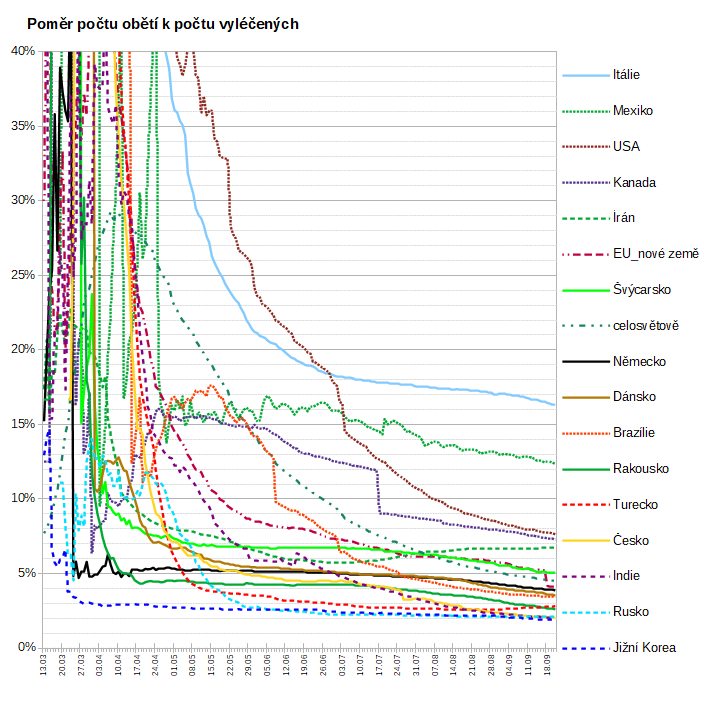 Poměr počtu obětí k počtu vyléčených
40%
35%
30%
25%
20%
15%
10%
5%
0%
13.03
20.03
27.03
03.04
10.04
17.04
24.04
01.05
08.05
15.05
22.05
29.05
05.06
12.06
19.06
26.06
03.07
10.07
17.07
24.07
31.07
07.08
14.08
21.08
28.08
04.09
11.09
18.09
Itálie
Mexiko
USA
Kanada
Írán
EU_nové země
Švýcarsko
celosvětově
Německo
Dánsko
Brazílie
Rakousko
Turecko
Česko
Indie
Rusko
Jižní Korea